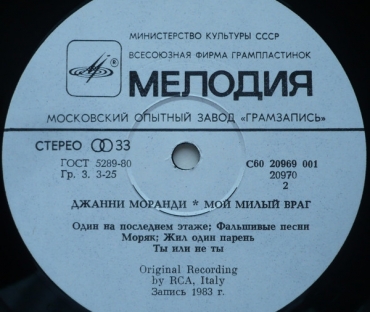 МИНИСТЕРСТВО КУЛЬТУРЫ СССР
ВСЕСОЮЗНАЯ ФИРМА ГРАМПЛАСТИНОК
МЕЛОДИЯ
МОСКОВСКИЙ ОПЫТНЫЙ ЗАВОД «ГРАМЗАПИСЬ»
СТЕРЕО 33
ГОСТ 5289-80
Гр. 3. 3-25
С60 20969 001
20970
2
ДЖАННИ МОРАНДИ * МОЙ МИЛЫЙ ВРАГ
Один на последнем этаже; Фальшивые песни
Моряк; Жил один парень
Ты или не ты
Original Recording
by RCA, Italy
Запись 1983 г.